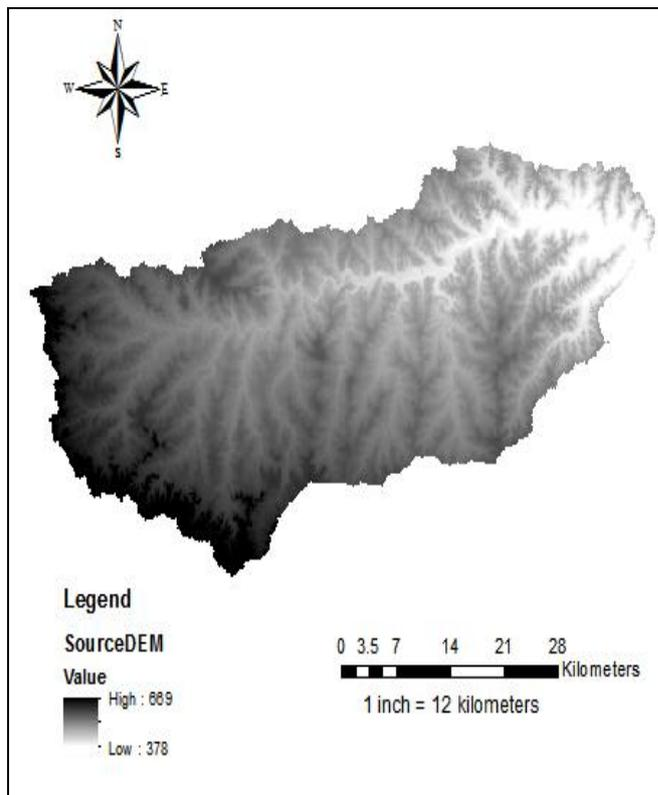 N
W E
S
Legend
SourceDEM
Value
High : 669
Low : 378
0 3.5 7 14 21 28
Kilometers
1 inch = 12 kilometers